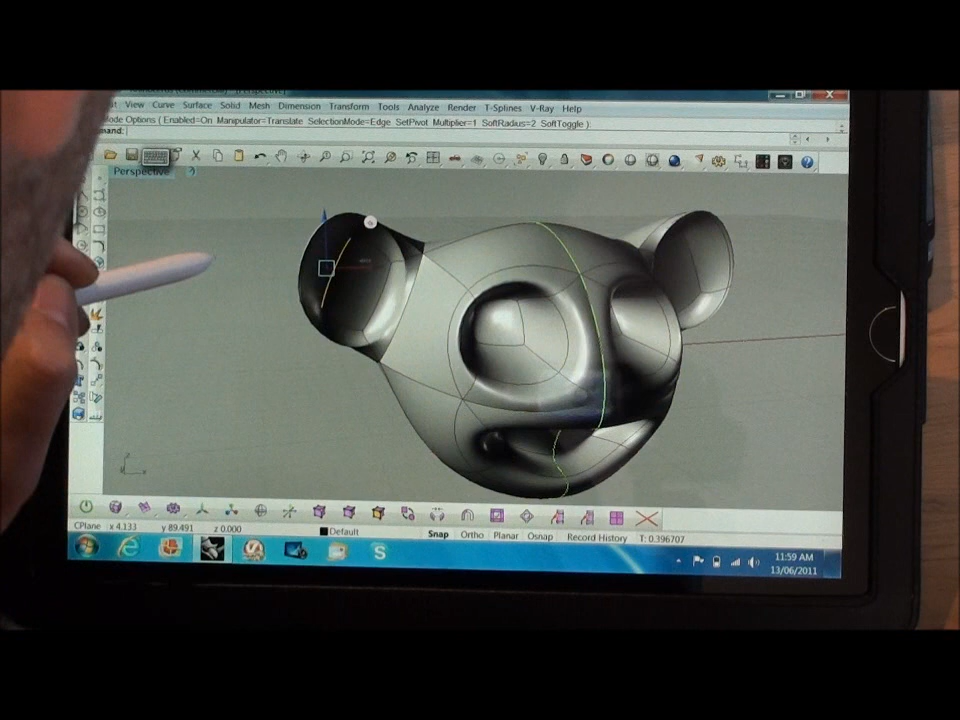 View Curve Surface Solid Mesh Dimension Transform Tools Analyze Render T-Splines V-Ray Help
Mode Options ( Enabled=On Manipulator=Translate SelectionMode=Edge SetPivot Multiplier=1 SoftRadius=2 SoftToggle ):
mand:
Perspective
CPlane x 4.133 y 89.491 z 0.000 Default Snap Ortho Planar Osnap Record History T: 0.396707
11:59 AM
13/06/2011